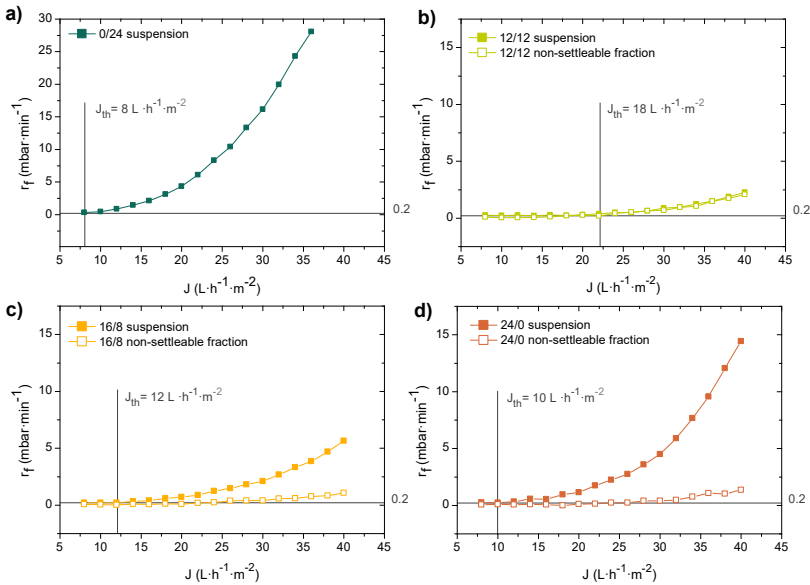 a)
0/24 suspension
J_th= 8 L ·h⁻¹·m⁻²
r_f (mbar·min⁻¹)
30
25
20
15
10
5
0
0.2
5 10 15 20 25 30 35 40 45
J (L·h⁻¹·m⁻²)
b)
12/12 suspension
12/12 non-settleable fraction
J_th= 18 L ·h⁻¹·m⁻²
r_f (mbar·min⁻¹)
15
10
5
0
0.2
5 10 15 20 25 30 35 40 45
J (L·h⁻¹·m⁻²)
c)
16/8 suspension
16/8 non-settleable fraction
J_th= 12 L ·h⁻¹·m⁻²
r_f (mbar·min⁻¹)
15
10
5
0
0.2
5 10 15 20 25 30 35 40 45
J (L·h⁻¹·m⁻²)
d)
24/0 suspension
24/0 non-settleable fraction
J_th= 10 L ·h⁻¹·m⁻²
r_f (mbar·min⁻¹)
15
10
5
0
0.2
5 10 15 20 25 30 35 40 45
J (L·h⁻¹·m⁻²)